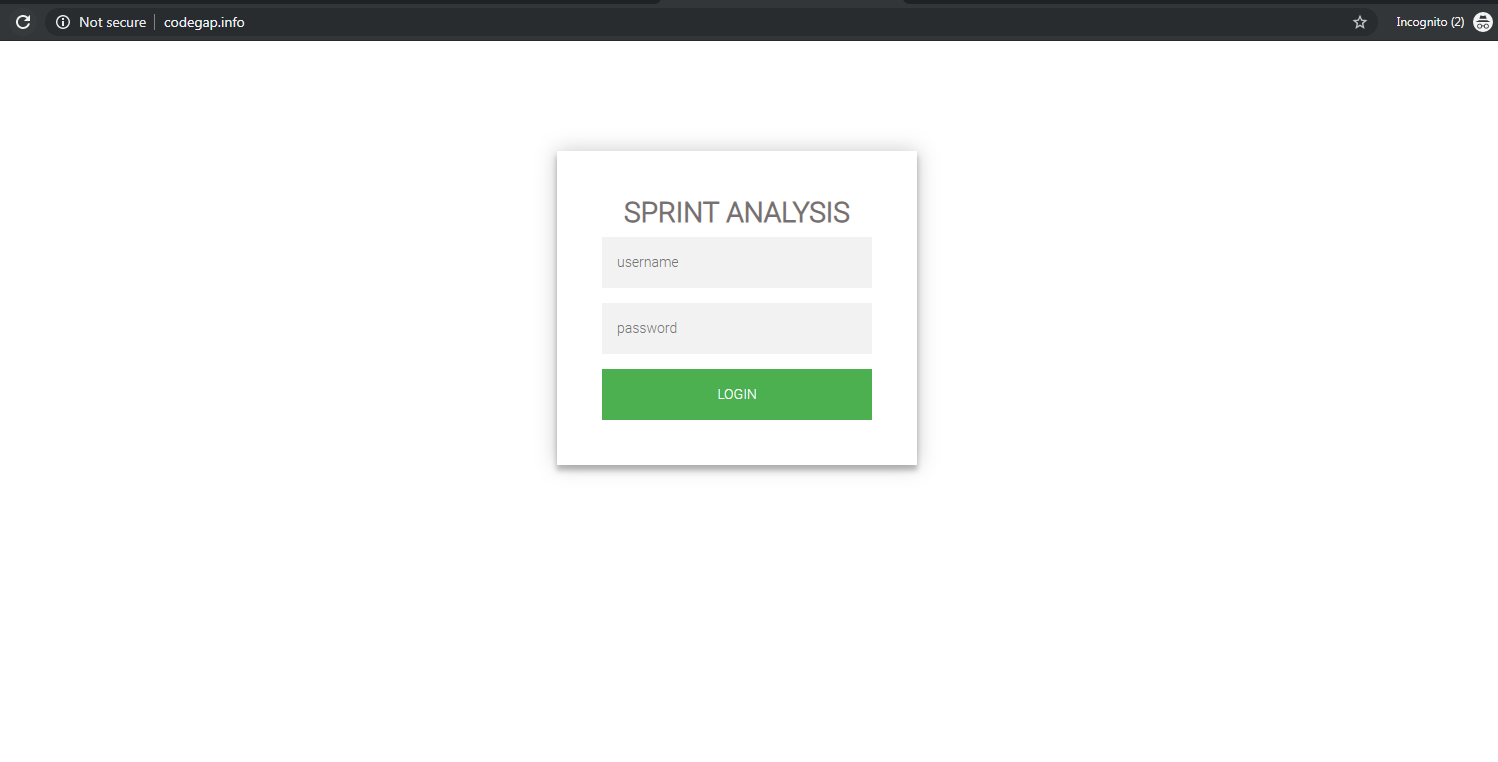 Not secure codegap.info Incognito (2)
SPRINT ANALYSIS
username
password
LOGIN